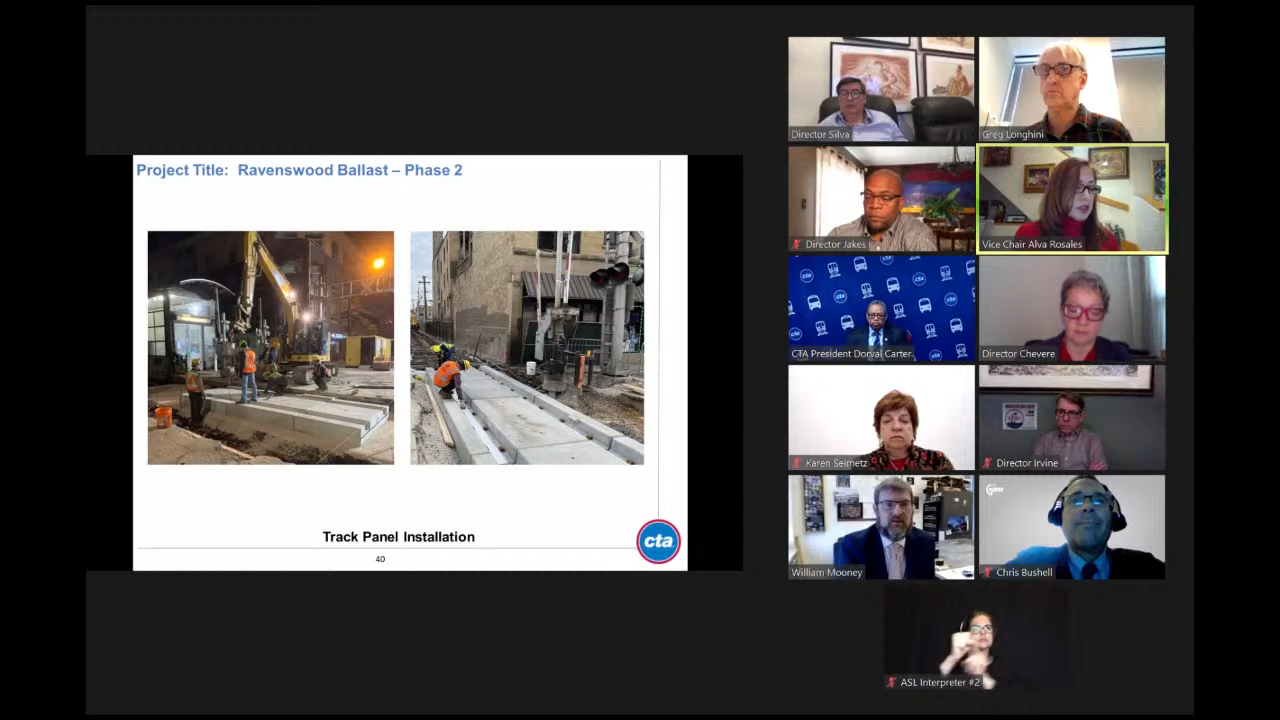 Project Title: Ravenswood Ballast – Phase 2
Track Panel Installation
40
cta
Director Silva
Greg Longhini
Director Jakes
Vice Chair Alva Rosales
cta
CTA President Dorval Carter
Director Chevere
Karen Seimetz
Director Irvine
William Mooney
Chris Bushell
ASL Interpreter #2